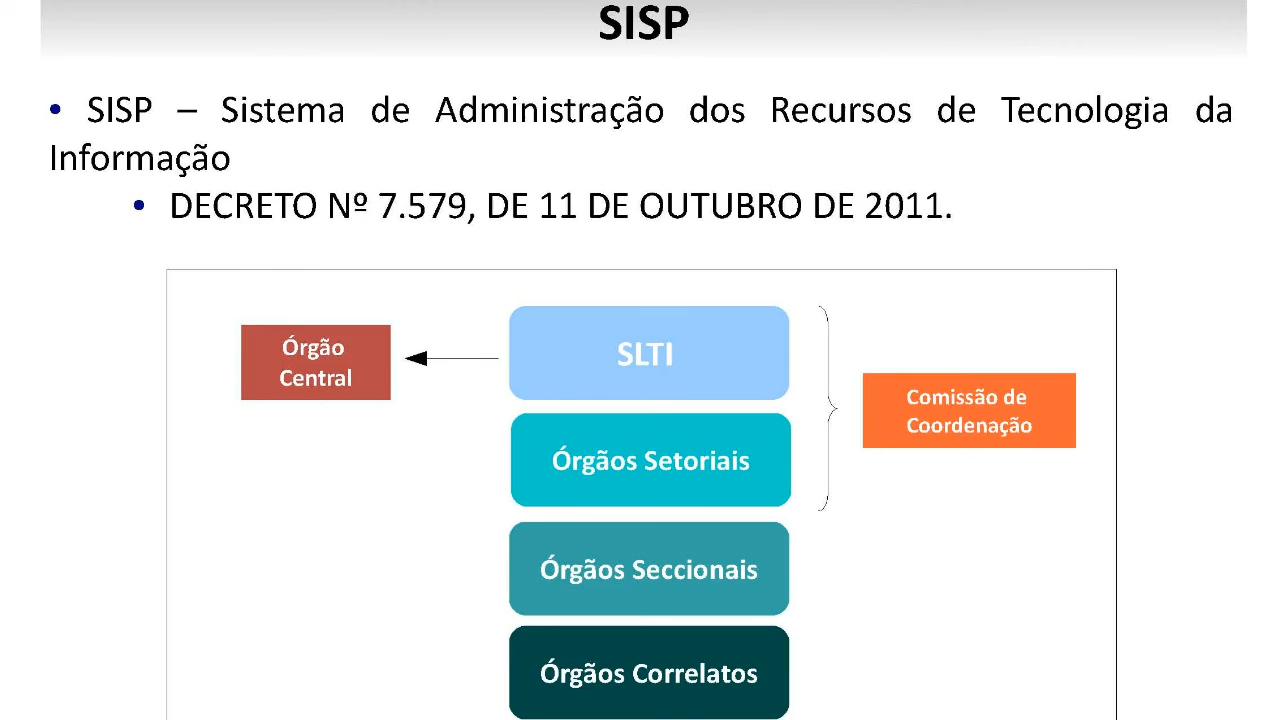 SISP
• SISP – Sistema de Administração dos Recursos de Tecnologia da
Informação
• DECRETO Nº 7.579, DE 11 DE OUTUBRO DE 2011.
Órgão
Central
SLTI
Comissão de
Coordenação
Órgãos Setoriais
Órgãos Seccionais
Órgãos Correlatos